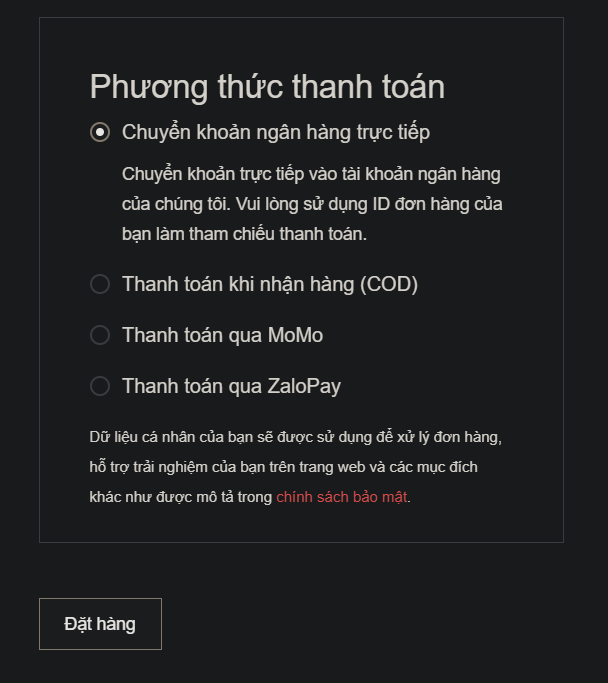 Phương thức thanh toán
Chuyển khoản ngân hàng trực tiếp
Chuyển khoản trực tiếp vào tài khoản ngân hàng
của chúng tôi. Vui lòng sử dụng ID đơn hàng của
bạn làm tham chiếu thanh toán.
Thanh toán khi nhận hàng (COD)
Thanh toán qua MoMo
Thanh toán qua ZaloPay
Dữ liệu cá nhân của bạn sẽ được sử dụng để xử lý đơn hàng,
hỗ trợ trải nghiệm của bạn trên trang web và các mục đích
khác như được mô tả trong chính sách bảo mật.
Đặt hàng